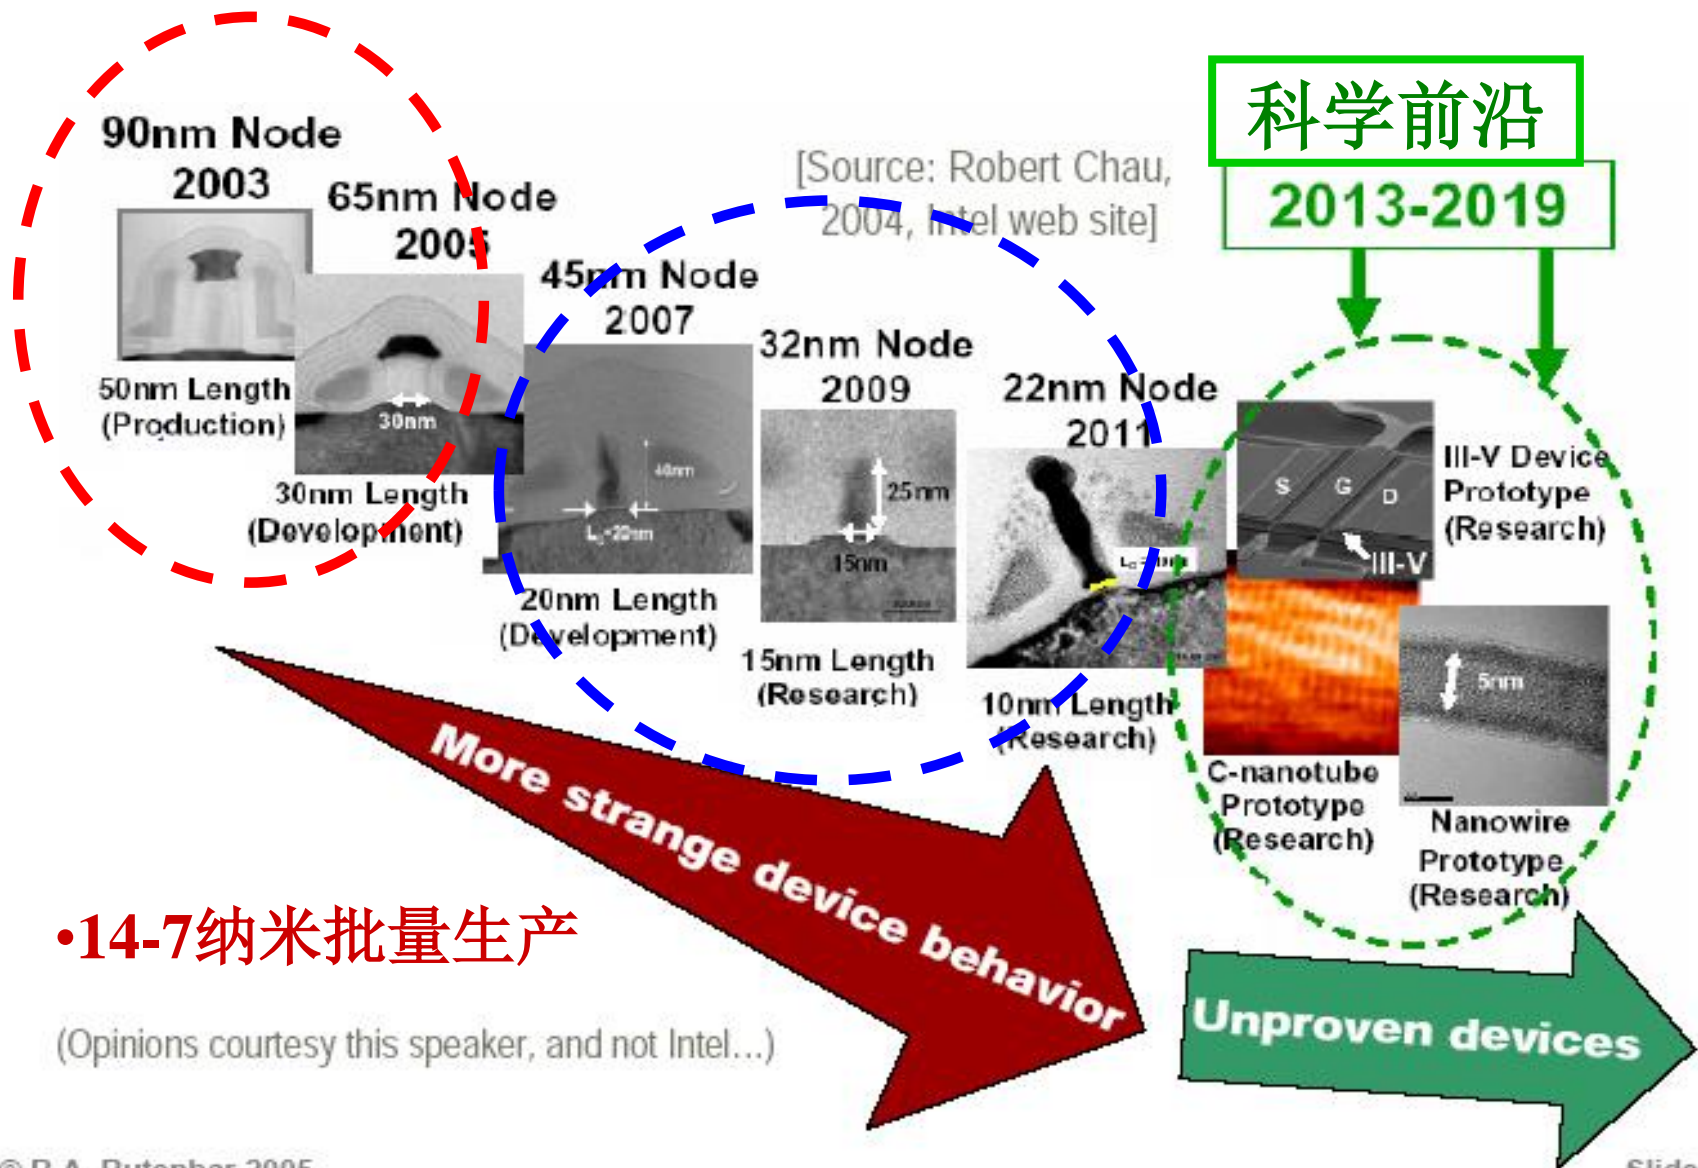 科学前沿
2013-2019
90nm Node
2003
[Source: Robert Chau,
2004, Intel web site]
65nm Node
2005
45nm Node
2007
32nm Node
2009
22nm Node
2011
50nm Length
(Production)
30nm
30nm Length
(Development)
40nm
20nm Length
(Development)
25nm
15nm
15nm Length
(Research)
10nm Length
(Research)
S G D
III-V
III-V Device
Prototype
(Research)
5nm
C-nanotube
Prototype
(Research)
Nanowire
Prototype
(Research)
More strange device behavior
Unproven devices
•14-7纳米批量生产
(Opinions courtesy this speaker, and not Intel...)